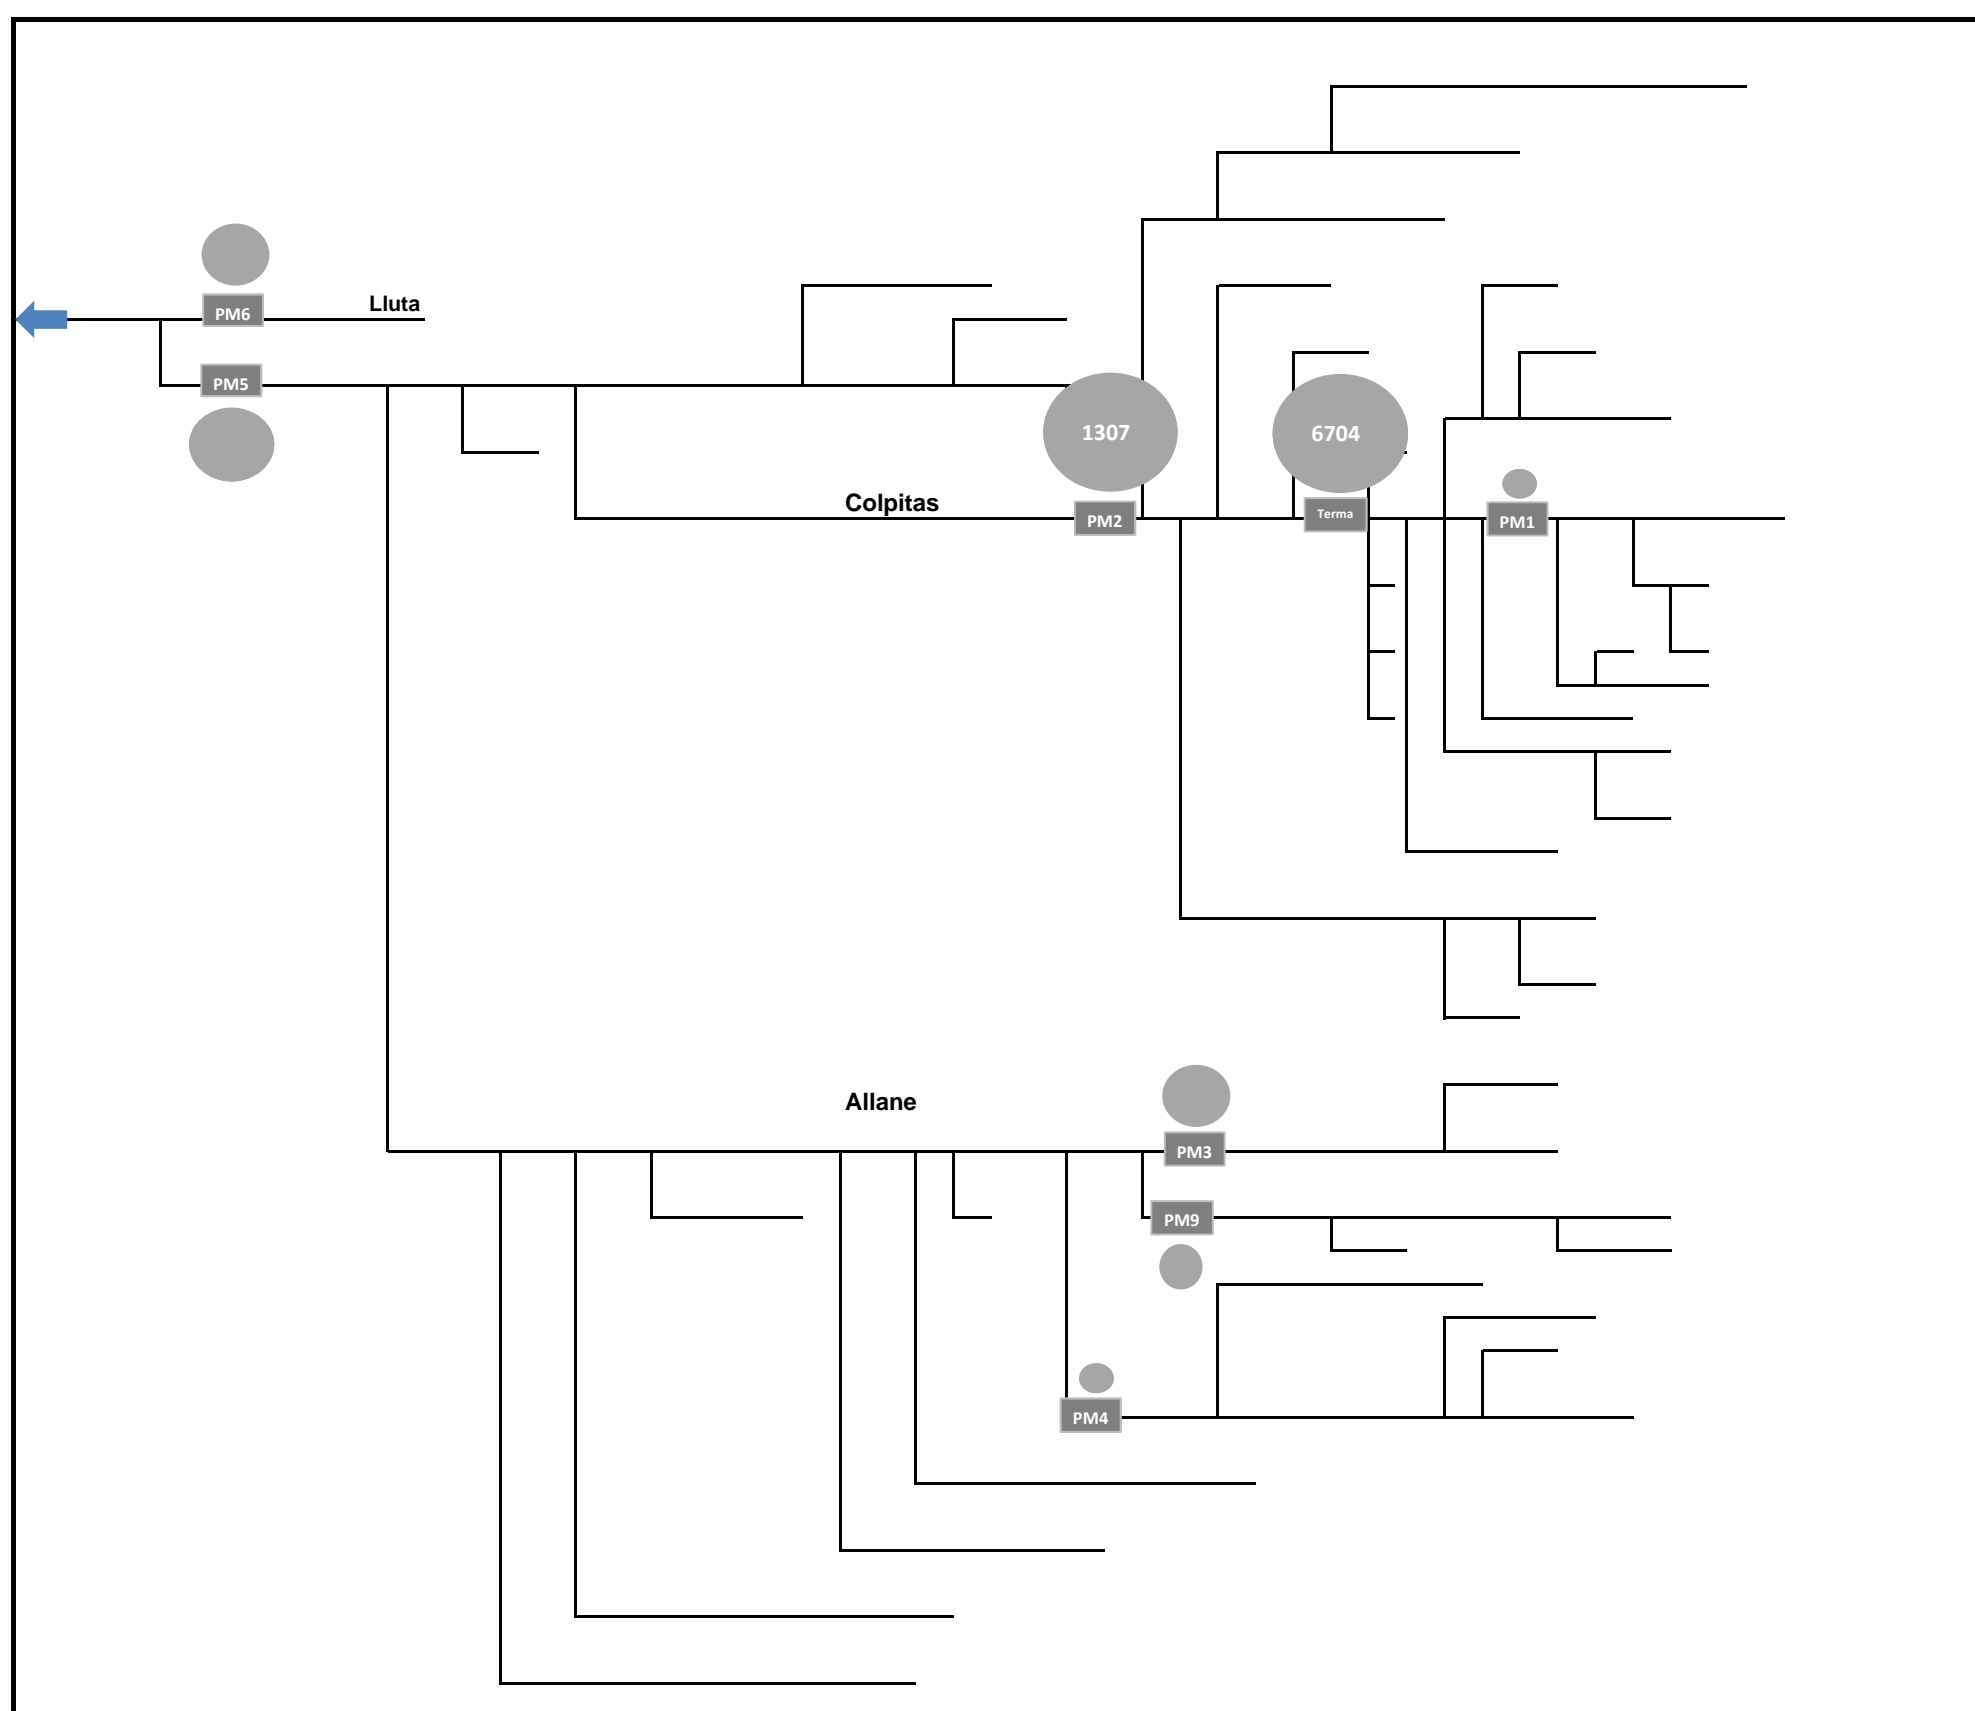 Lluta
PM6
PM5
1307
6704
Colpitas
PM2
Terma
PM1
Allane
PM3
PM9
PM4